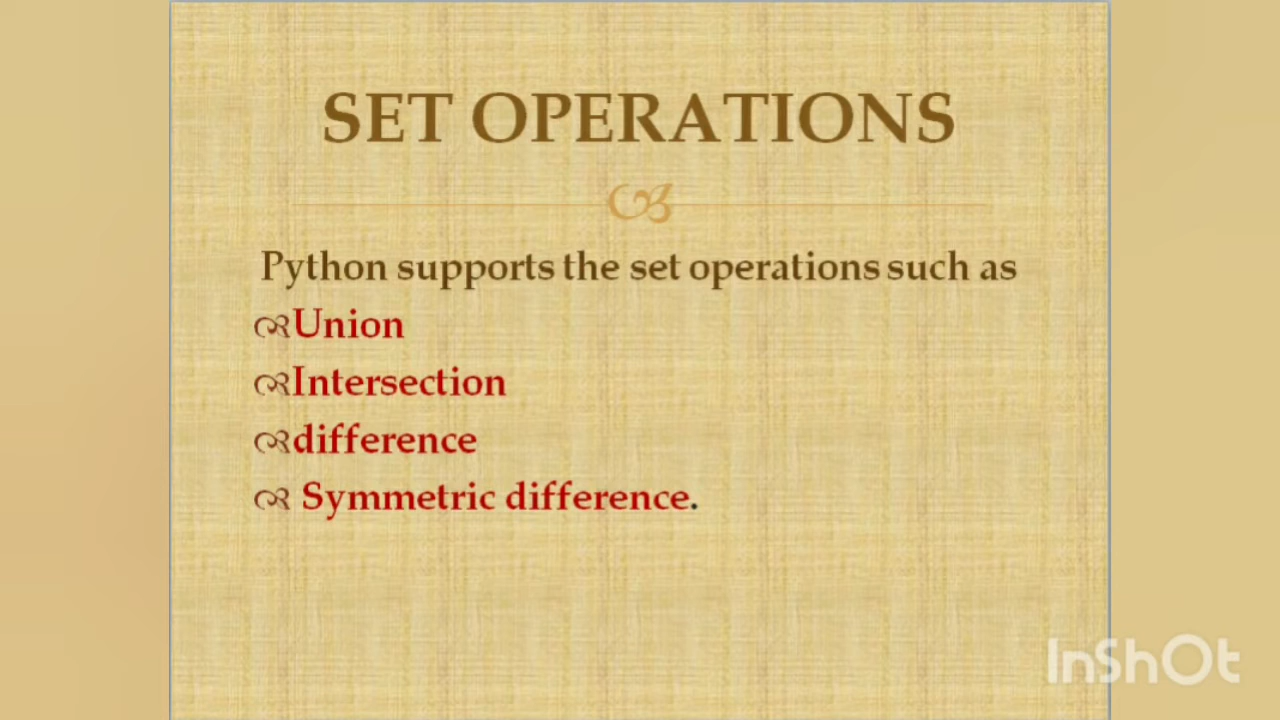 SET OPERATIONS
Python supports the set operations such as
Union
Intersection
difference
Symmetric difference.
InShOt